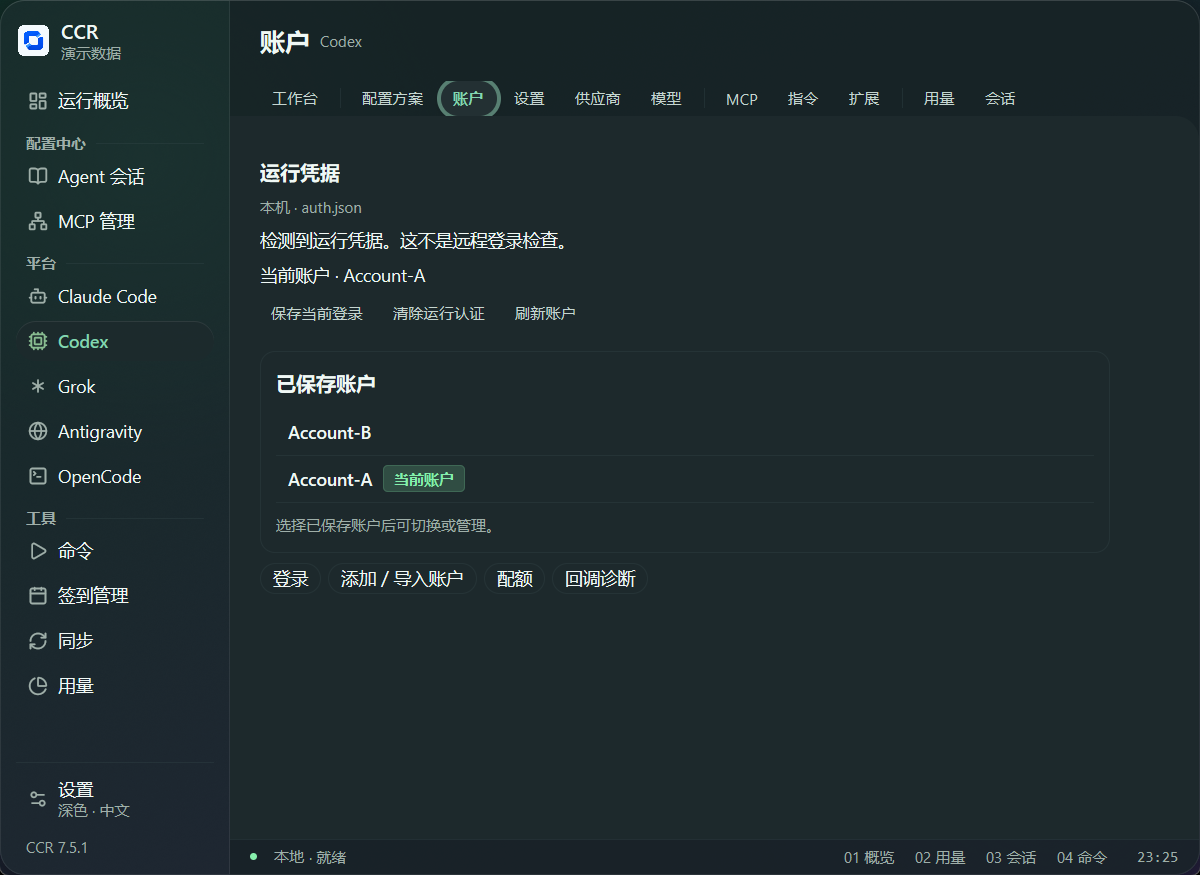 CCR
演示数据
运行概览
配置中心
Agent 会话
MCP 管理
平台
Claude Code
Codex
Grok
Antigravity
OpenCode
工具
命令
签到管理
同步
用量
设置
深色 · 中文
CCR 7.5.1
账户 Codex
工作台 配置方案 账户 设置 供应商 模型 MCP 指令 扩展 用量 会话
运行凭据
本机 · auth.json
检测到运行凭据。这不是远程登录检查。
当前账户 · Account-A
保存当前登录 清除运行认证 刷新账户
已保存账户
Account-B
Account-A 当前账户
选择已保存账户后可切换或管理。
登录 添加 / 导入账户 配额 回调诊断
本地 · 就绪 01 概览 02 用量 03 会话 04 命令 23:25